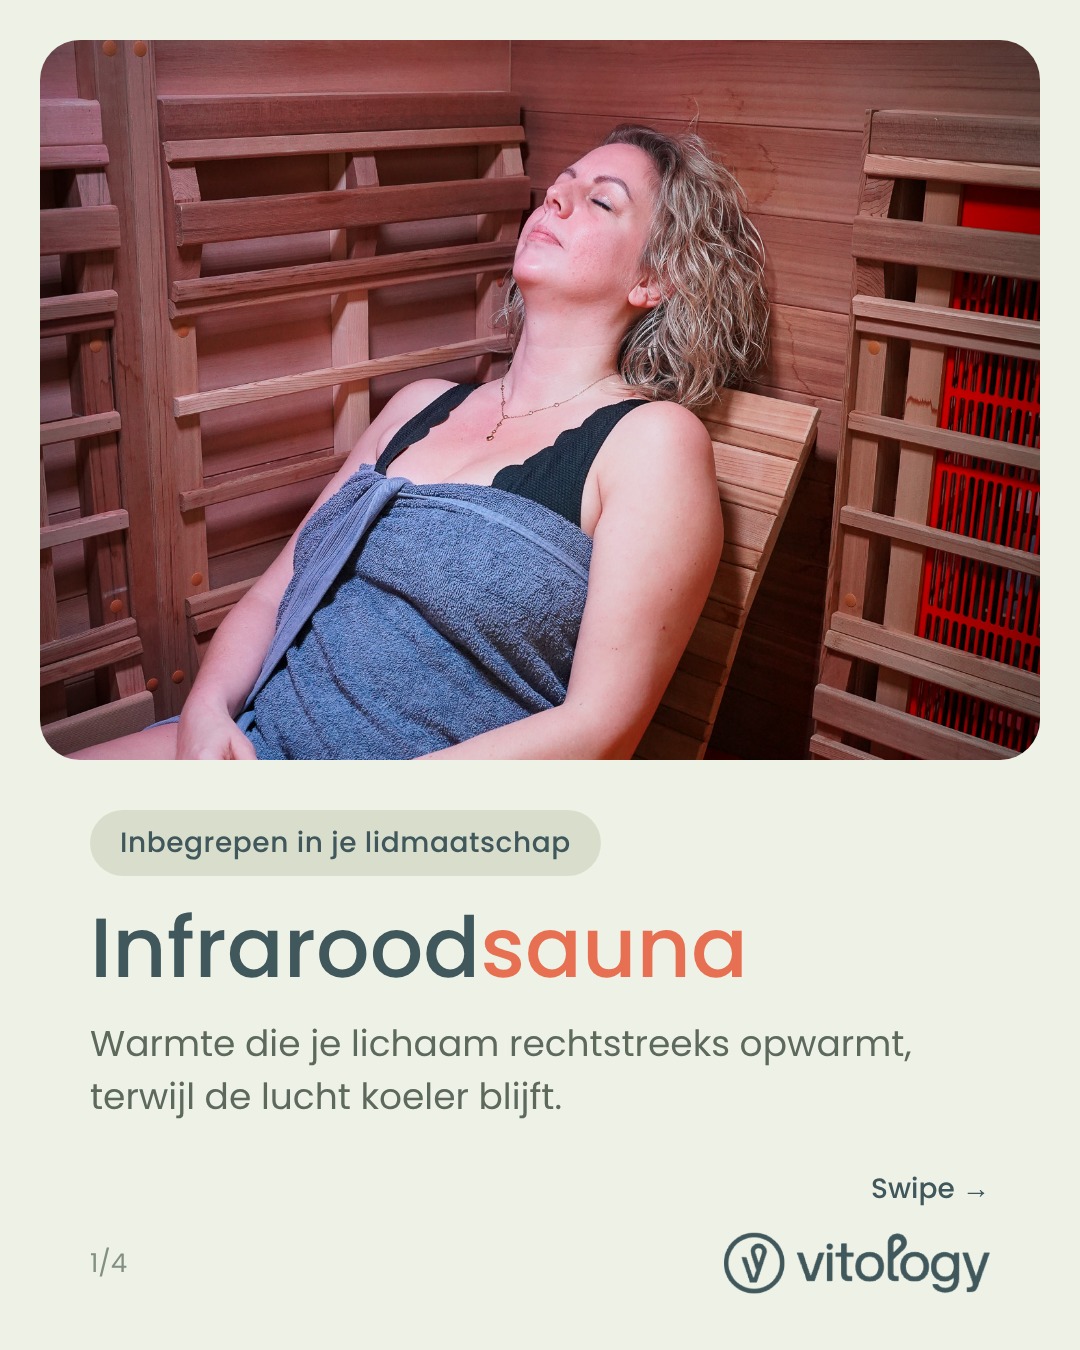 Inbegrepen in je lidmaatschap
Infraroodsauna
Warmte die je lichaam rechtstreeks opwarmt,
terwijl de lucht koeler blijft.
Swipe →
1/4
vitology